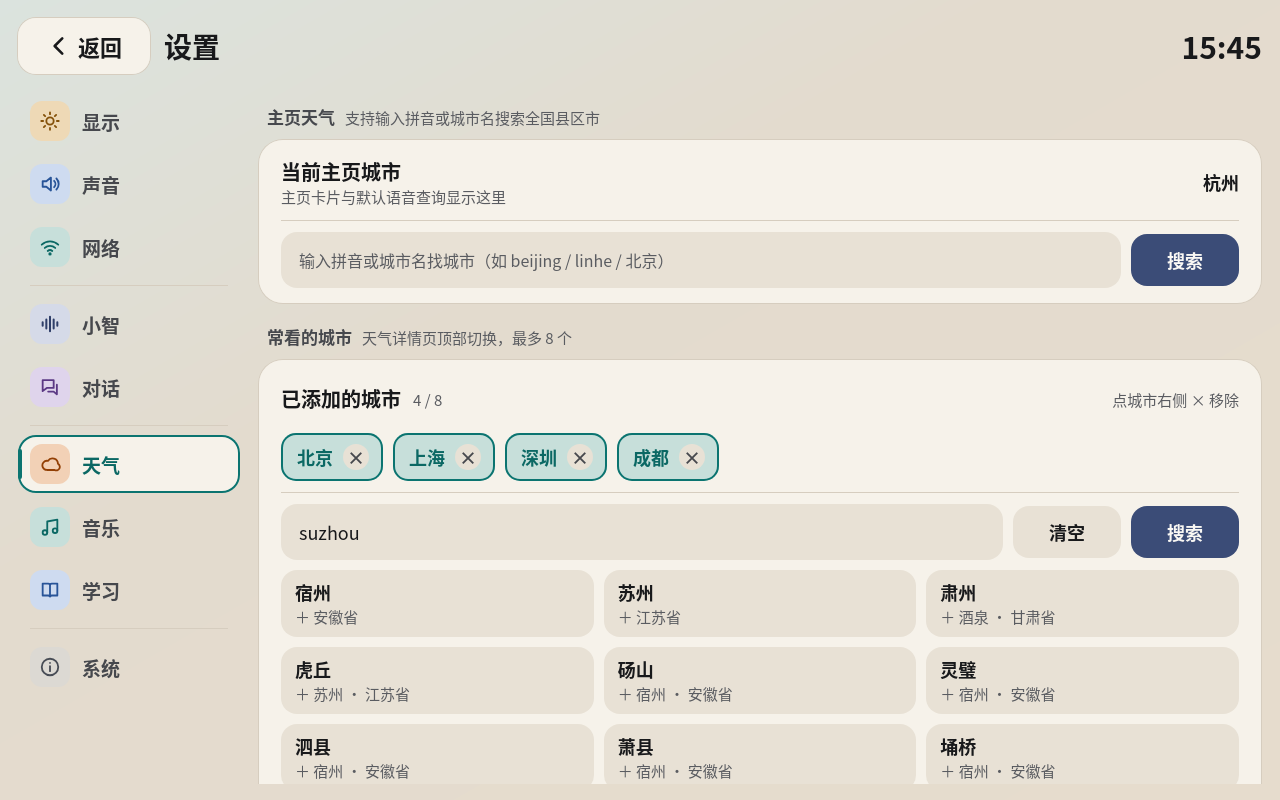 返回
设置
15:45
显示
声音
网络
小智
对话
天气
音乐
学习
系统
主页天气 支持输入拼音或城市名搜索全国县区市
当前主页城市
主页卡片与默认语音查询显示这里
杭州
输入拼音或城市名找城市（如 beijing / linhe / 北京）
搜索
常看的城市 天气详情页顶部切换，最多 8 个
已添加的城市 4 / 8
点城市右侧 × 移除
北京 ×
上海 ×
深圳 ×
成都 ×
suzhou
清空
搜索
宿州
＋ 安徽省
苏州
＋ 江苏省
肃州
＋ 酒泉 · 甘肃省
虎丘
＋ 苏州 · 江苏省
砀山
＋ 宿州 · 安徽省
灵璧
＋ 宿州 · 安徽省
泗县
＋ 宿州 · 安徽省
萧县
＋ 宿州 · 安徽省
埇桥
＋ 宿州 · 安徽省